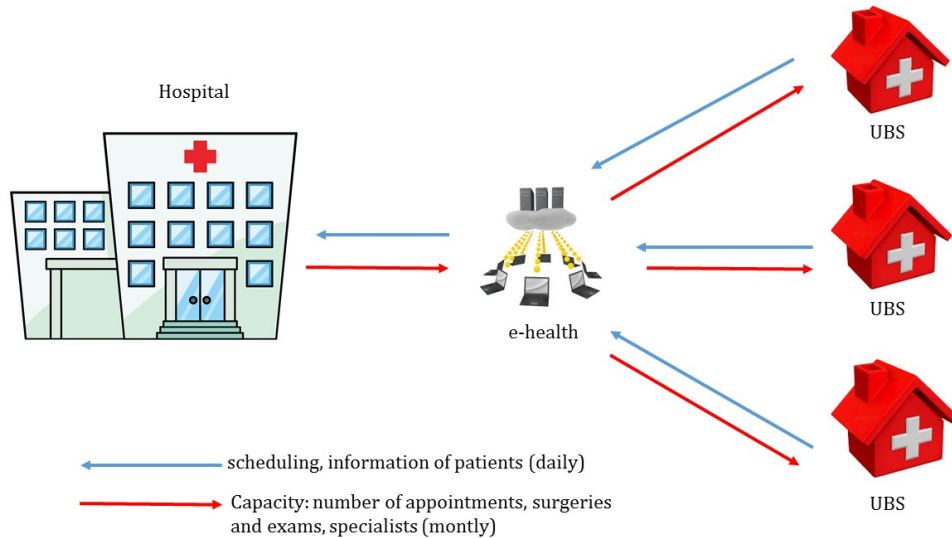 Hospital
UBS
UBS
e-health
UBS
scheduling, information of patients (daily)
Capacity: number of appointments, surgeries
and exams, specialists (montly)